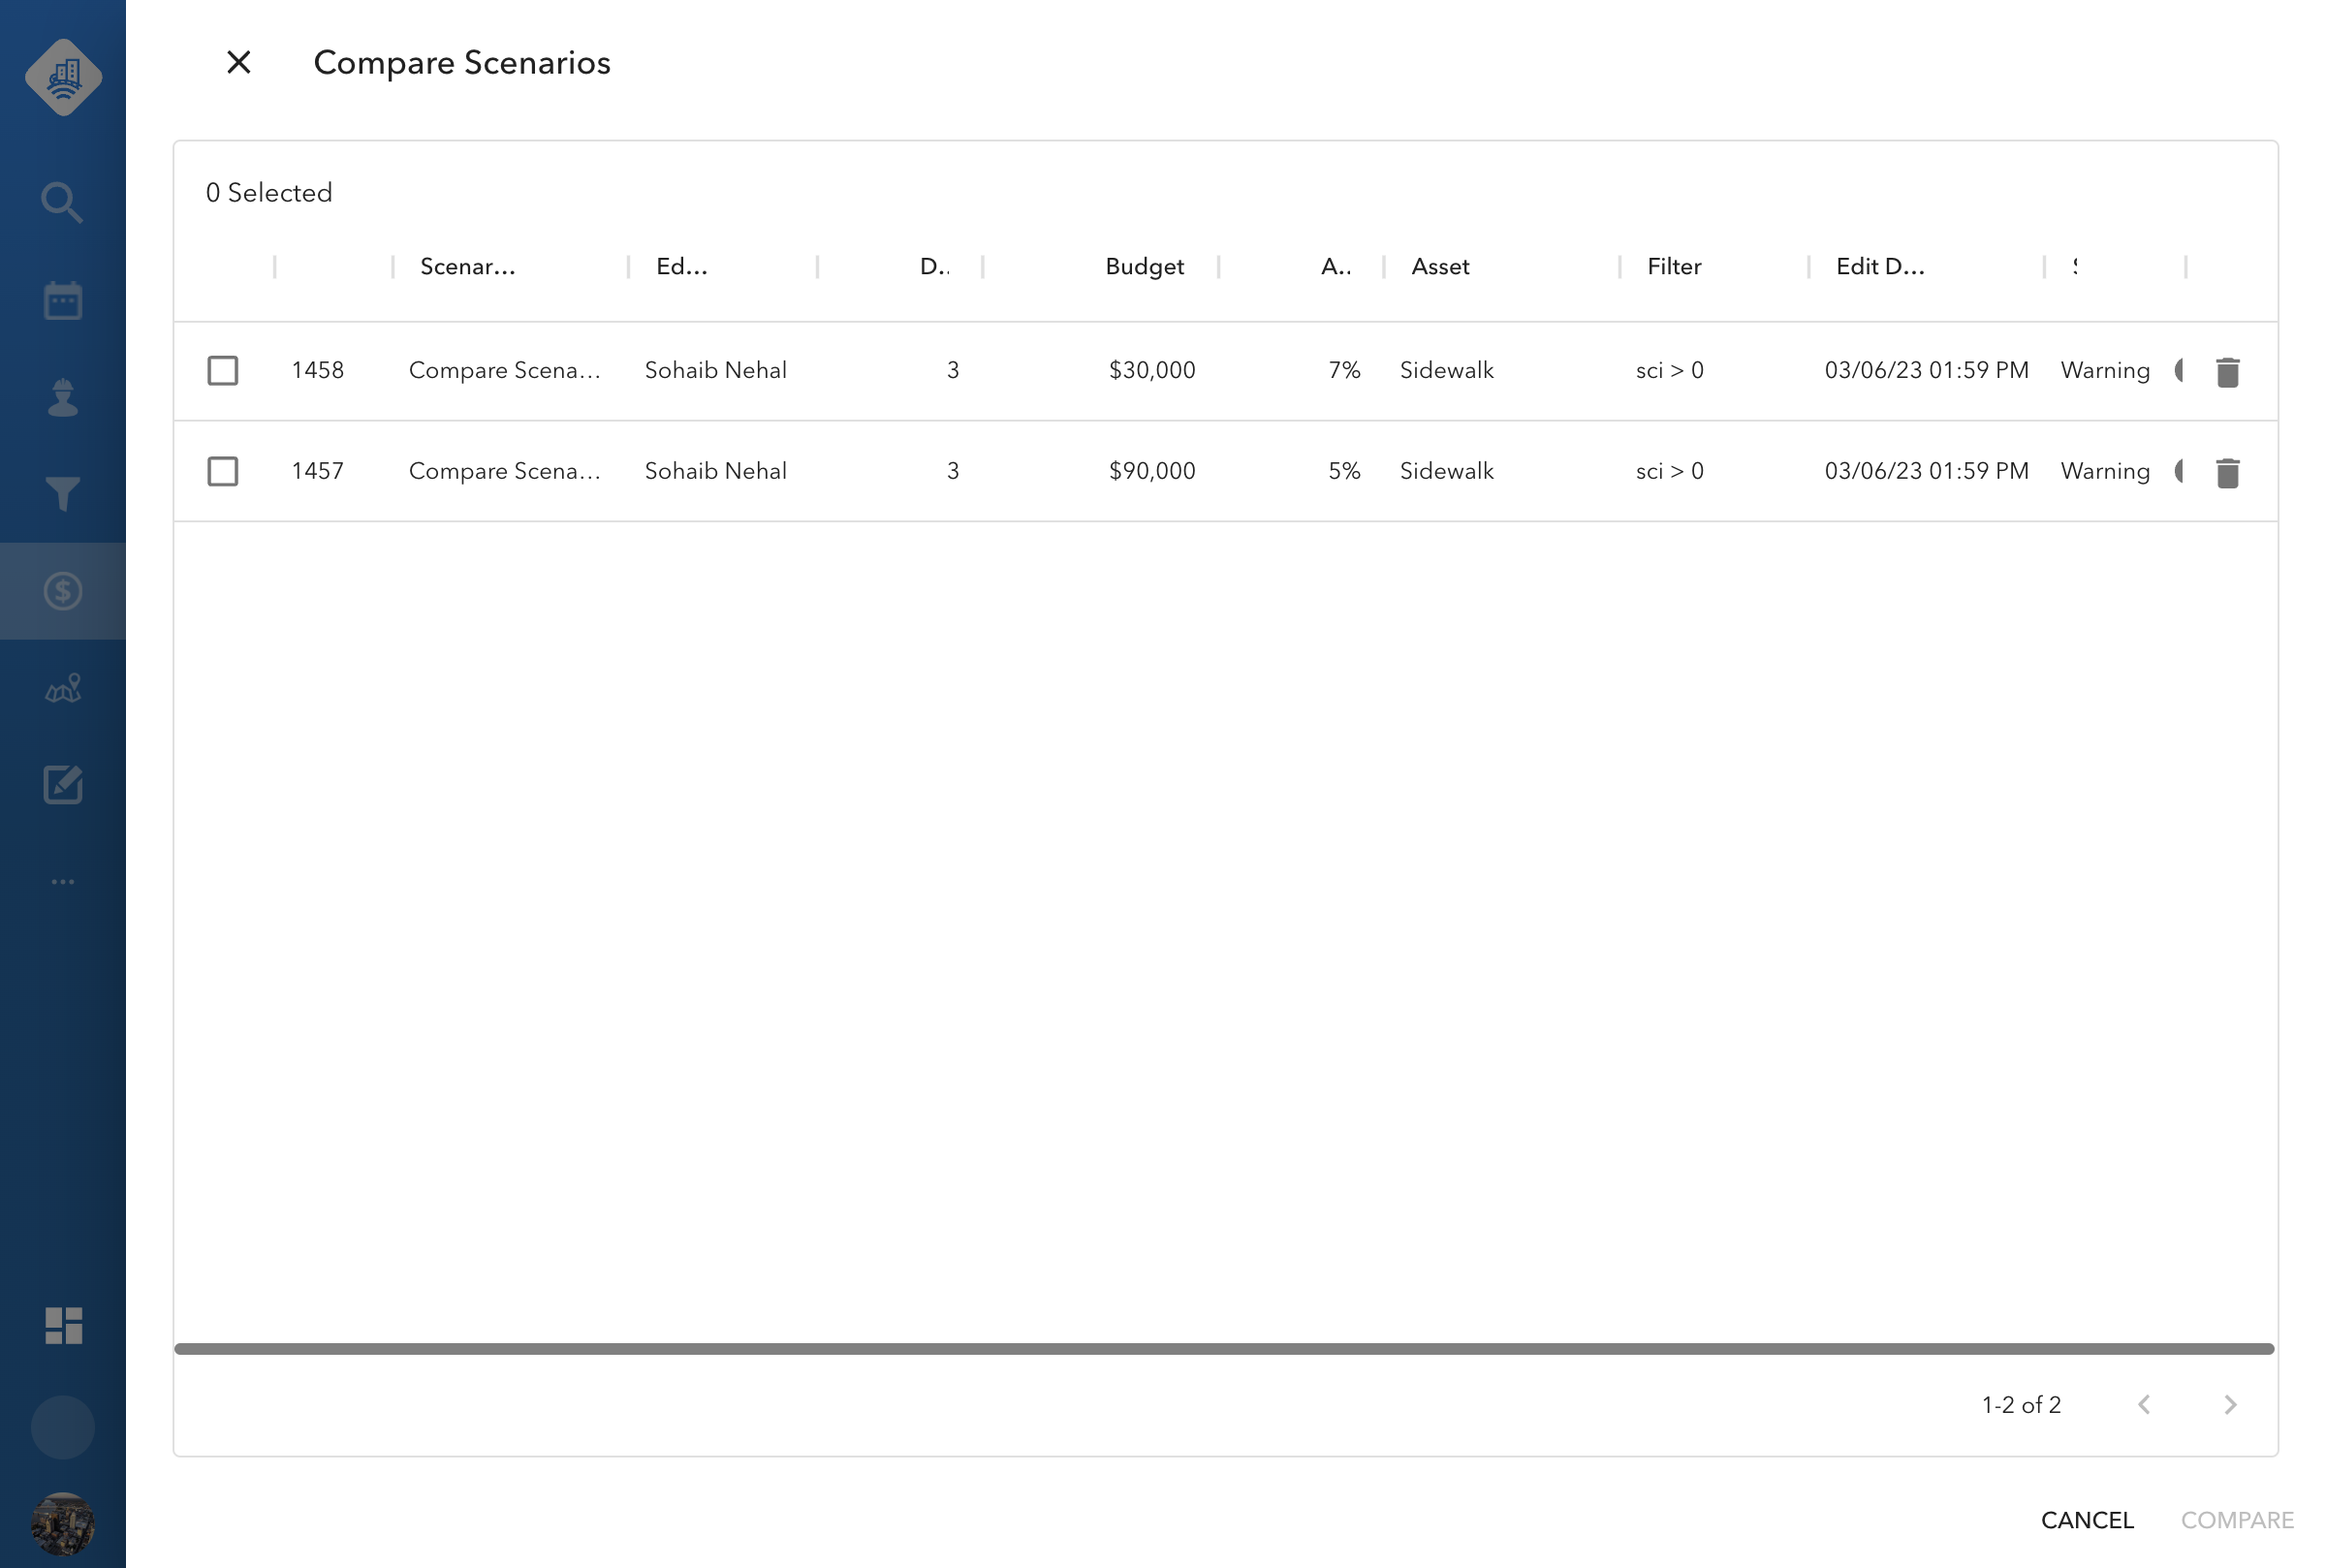 Compare Scenarios
0 Selected
Scenar... Ed... D.. Budget A.. Asset Filter Edit D...
1458 Compare Scena... Sohaib Nehal 3 $30,000 7% Sidewalk sci > 0 03/06/23 01:59 PM Warning
1457 Compare Scena... Sohaib Nehal 3 $90,000 5% Sidewalk sci > 0 03/06/23 01:59 PM Warning
1-2 of 2
CANCEL COMPARE